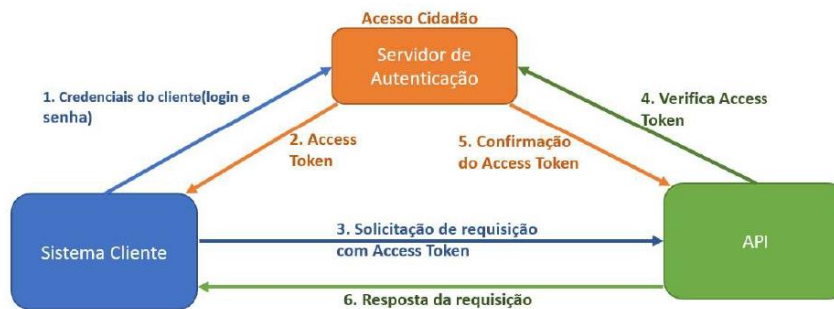 Acesso Cidadão
Servidor de
Autenticação
1. Credenciais do cliente(login e
senha)
2. Access
Token
5. Confirmação
do Access Token
4. Verifica Access
Token
Sistema Cliente
3. Solicitação de requisição
com Access Token
API
6. Resposta da requisição